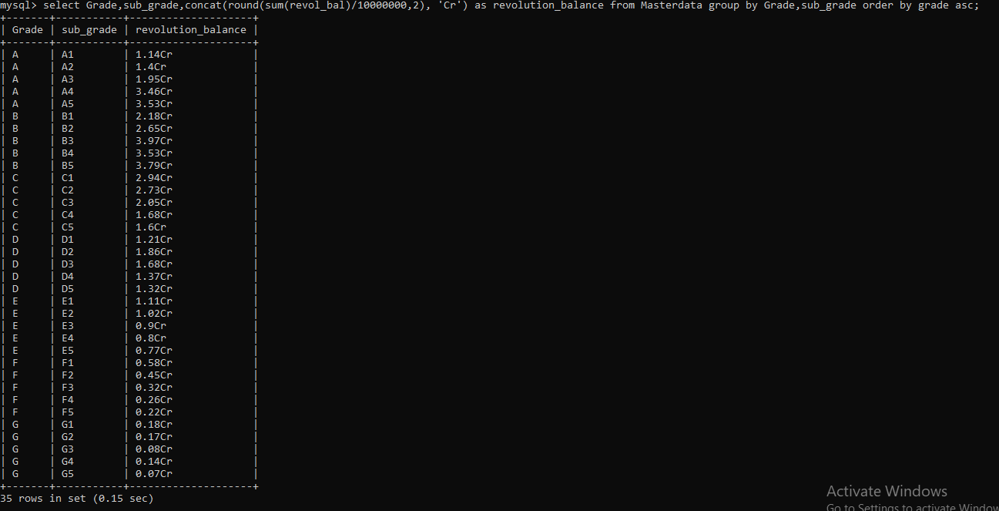 mysql> select Grade,sub_grade,concat(round(sum(revol_bal)/10000000,2), 'Cr') as revolution_balance from Masterdata group by Grade,sub_grade order by grade asc;
+-------+-----------+--------------------+
| Grade | sub_grade | revolution_balance |
+-------+-----------+--------------------+
| A     | A1        | 1.14Cr             |
| A     | A2        | 1.4Cr              |
| A     | A3        | 1.95Cr             |
| A     | A4        | 3.46Cr             |
| A     | A5        | 3.53Cr             |
| B     | B1        | 2.18Cr             |
| B     | B2        | 2.65Cr             |
| B     | B3        | 3.97Cr             |
| B     | B4        | 3.53Cr             |
| B     | B5        | 3.79Cr             |
| C     | C1        | 2.94Cr             |
| C     | C2        | 2.73Cr             |
| C     | C3        | 2.05Cr             |
| C     | C4        | 1.68Cr             |
| C     | C5        | 1.6Cr              |
| D     | D1        | 1.21Cr             |
| D     | D2        | 1.86Cr             |
| D     | D3        | 1.68Cr             |
| D     | D4        | 1.37Cr             |
| D     | D5        | 1.32Cr             |
| E     | E1        | 1.11Cr             |
| E     | E2        | 1.02Cr             |
| E     | E3        | 0.9Cr              |
| E     | E4        | 0.8Cr              |
| E     | E5        | 0.77Cr             |
| F     | F1        | 0.58Cr             |
| F     | F2        | 0.45Cr             |
| F     | F3        | 0.32Cr             |
| F     | F4        | 0.26Cr             |
| F     | F5        | 0.22Cr             |
| G     | G1        | 0.18Cr             |
| G     | G2        | 0.17Cr             |
| G     | G3        | 0.08Cr             |
| G     | G4        | 0.14Cr             |
| G     | G5        | 0.07Cr             |
+-------+-----------+--------------------+
35 rows in set (0.15 sec)
Activate Windows
Go to Settings to activate Window